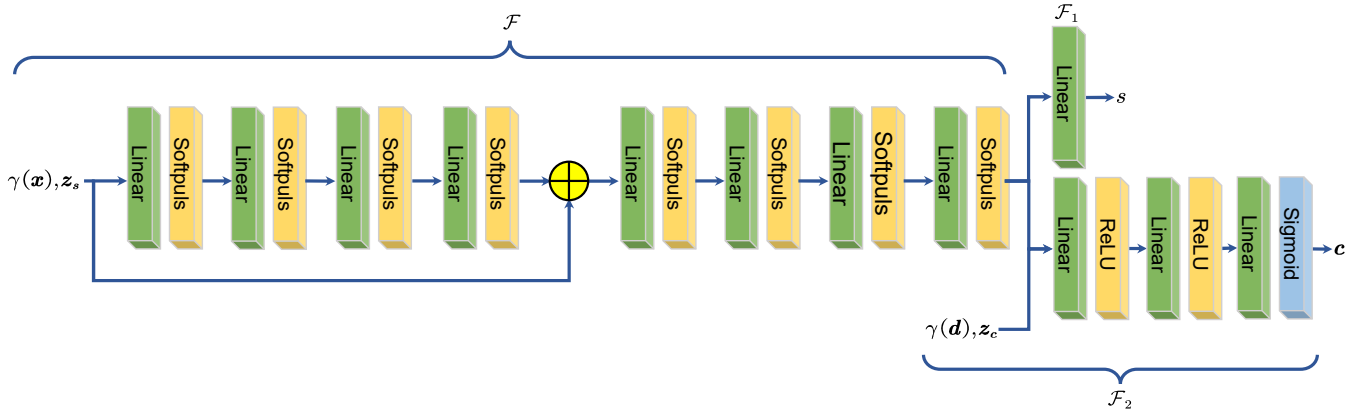 ℱ
ℱ₁
Linear
s
γ(𝒙), 𝒛ₛ
Linear
Softpuls
Linear
Softpuls
Linear
Softpuls
Linear
Softpuls
Linear
Softpuls
Linear
Softpuls
Linear
Softpuls
Linear
Softpuls
Linear
ReLU
Linear
ReLU
Linear
Sigmoid
𝒄
γ(𝒅), 𝒛_𝒄
ℱ₂